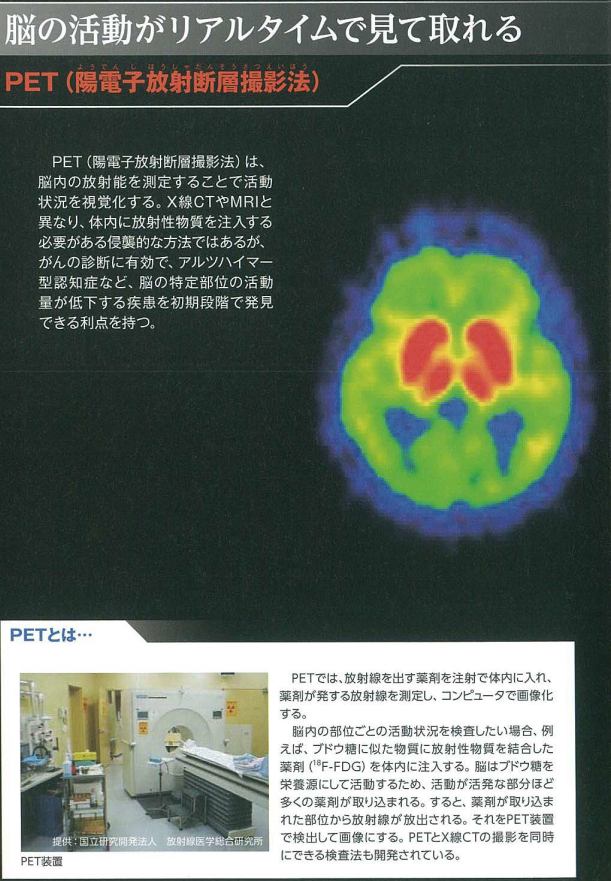 脳の活動がリアルタイムで見て取れる
ようでんしほうしゃだんそうさつえいほう
PET（陽電子放射断層撮影法）
PET（陽電子放射断層撮影法）は、
脳内の放射能を測定することで活動
状況を視覚化する。X線CTやMRIと
異なり、体内に放射性物質を注入する
必要がある侵襲的な方法ではあるが、
がんの診断に有効で、アルツハイマー
型認知症など、脳の特定部位の活動
量が低下する疾患を初期段階で発見
できる利点を持つ。
PETとは…
PETでは、放射線を出す薬剤を注射で体内に入れ、
薬剤が発する放射線を測定し、コンピュータで画像化
する。
脳内の部位ごとの活動状況を検査したい場合、例
えば、ブドウ糖に似た物質に放射性物質を結合した
薬剤（¹⁸F-FDG）を体内に注入する。脳はブドウ糖を
栄養源にして活動するため、活動が活発な部分ほど
多くの薬剤が取り込まれる。すると、薬剤が取り込ま
れた部位から放射線が放出される。それをPET装置
で検出して画像にする。PETとX線CTの撮影を同時
にできる検査法も開発されている。
提供：国立研究開発法人　放射線医学総合研究所
PET装置